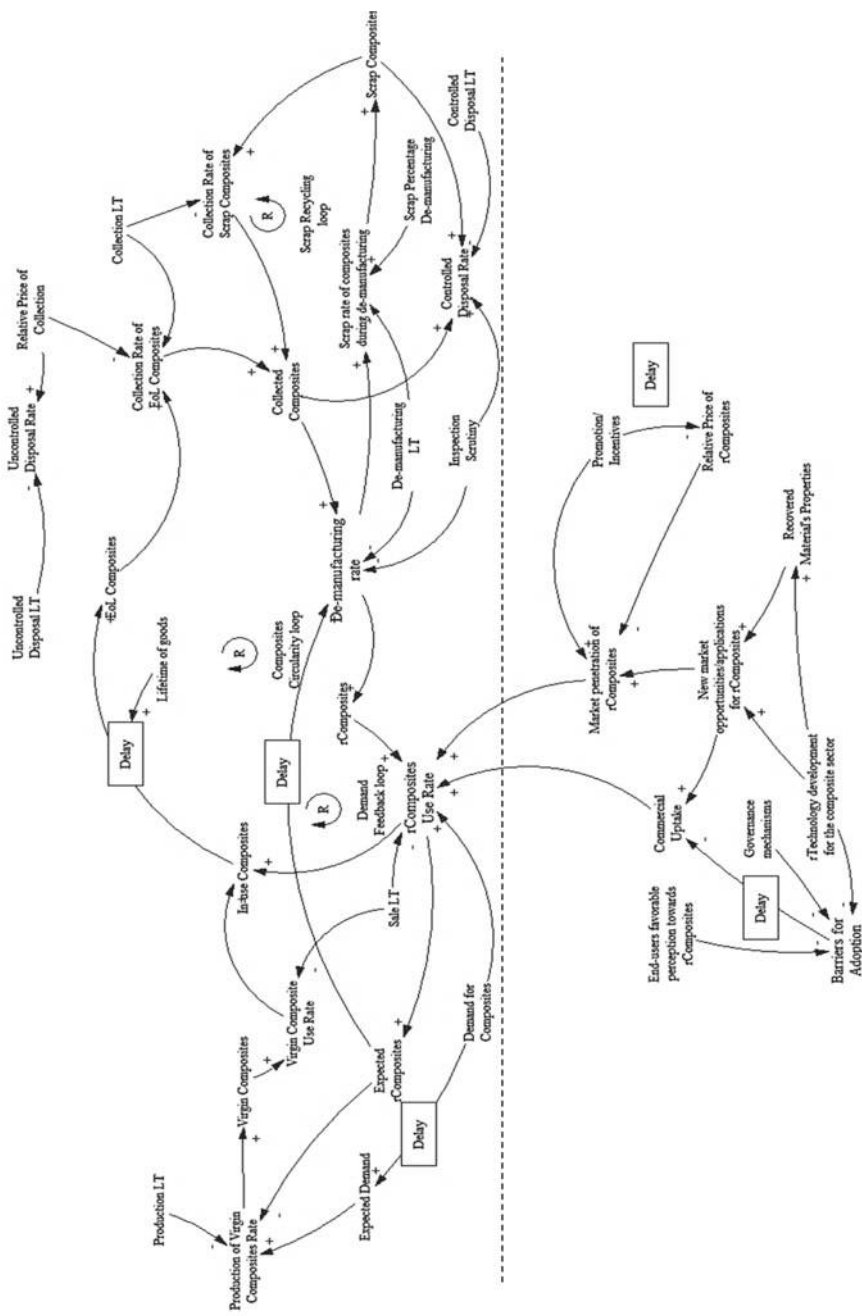 Uncontrolled
Disposal LT
Uncontrolled
Disposal Rate
Relative Price of
Collection
Collection LT
EoL Composites
Collection Rate of
EoL Composites
Collection Rate of
Scrap Composites
Delay
Lifetime of goods
R
Scrap Recycling
loop
Scrap Composites
Collected
Composites
R
Composites
Circularity loop
Scrap rate of composites
during de-manufacturing
Scrap Percentage
De-manufacturing
In-use Composites
Delay
De-manufacturing
rate
De-manufacturing
LT
Controlled
Disposal Rate
Controlled
Disposal LT
Inspection
Scrutiny
Production LT
Production of Virgin
Composites Rate
Virgin Composites
Virgin Composite
Use Rate
Sale LT
R
Demand
Feedback loop
rComposites
rComposites
Use Rate
Expected
rComposites
Expected Demand
Delay
Demand for
Composites
Market penetration of
rComposites
Promotion/
Incentives
Delay
Relative Price of
rComposites
Commercial
Uptake
New market
opportunities/applications
for rComposites
Recovered
Material's Properties
End-users favorable
perception towards
rComposites
Delay
Governance
mechanisms
rTechnology development
for the composite sector
Barriers for
Adoption